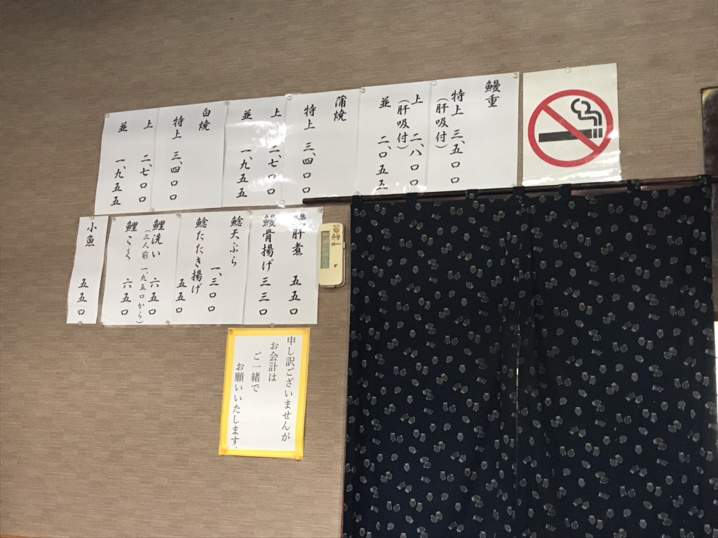 鰻重
特上 三、五〇〇
（肝吸付）
上 二、八〇〇
（肝吸付）
並 二、〇五五
蒲焼
特上 三、四〇〇
上 二、七〇〇
並 一、九五五
白焼
特上 三、四〇〇
上 二、七〇〇
並 一、九五五
肝煮 五五〇
鰻骨揚げ 三三〇
鯰天ぷら 一、三〇〇
鯰たたき揚げ 五五〇
鯉洗い 六五〇
（三人前 一、九五〇から）
鯉こく 六五〇
小魚 五五〇
申し訳ございませんが
お会計は
ご一緒で
お願いいたします。